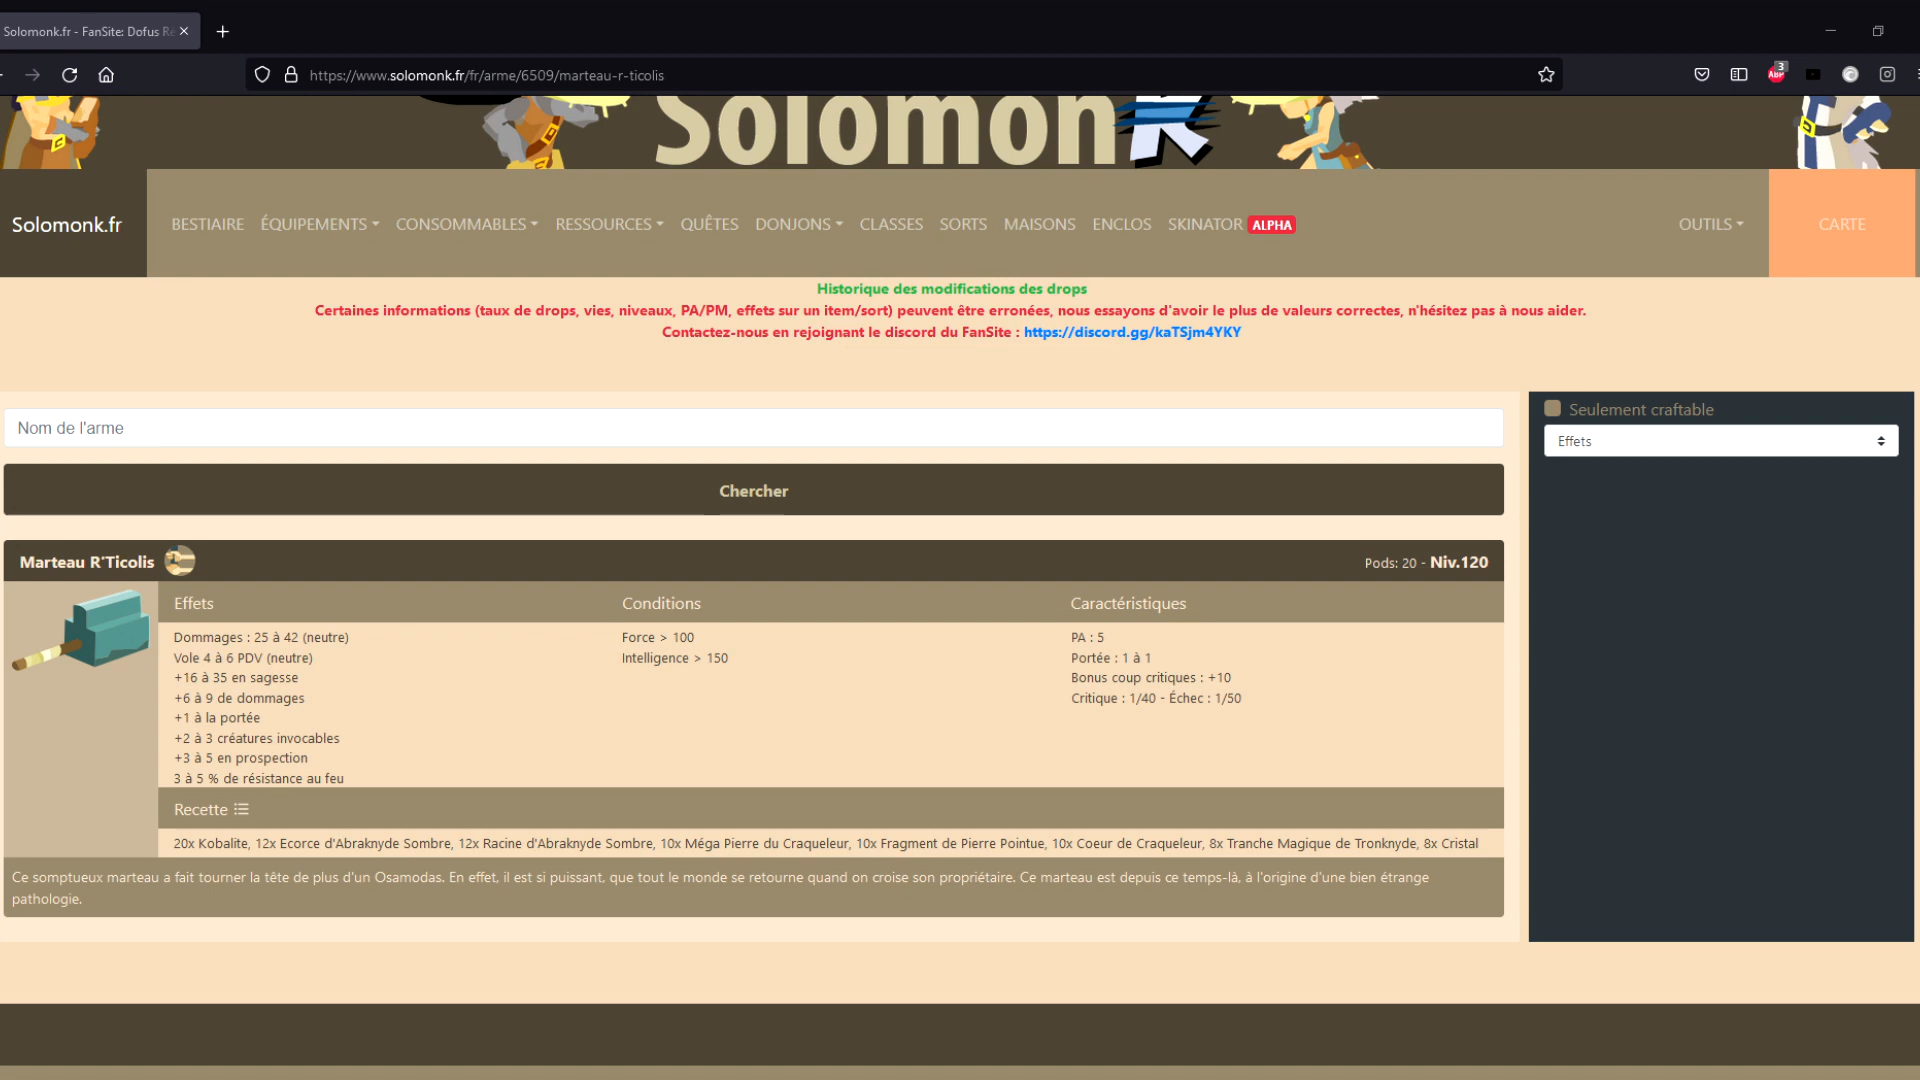 Solomonk.fr - FanSite: Dofus Ré
https://www.solomonk.fr/fr/arme/6509/marteau-r-ticolis
3
ABP
Solomonk
Solomonk.fr
BESTIAIRE ÉQUIPEMENTS CONSOMMABLES RESSOURCES QUÊTES DONJONS CLASSES SORTS MAISONS ENCLOS SKINATOR ALPHA OUTILS CARTE
Historique des modifications des drops
Certaines informations (taux de drops, vies, niveaux, PA/PM, effets sur un item/sort) peuvent être erronées, nous essayons d'avoir le plus de valeurs correctes, n'hésitez pas à nous aider.
Contactez-nous en rejoignant le discord du FanSite : https://discord.gg/kaTSjm4YKY
Nom de l'arme
Chercher
Seulement craftable
Effets
Marteau R'Ticolis
Pods: 20 - Niv.120
Effets
Dommages : 25 à 42 (neutre)
Vole 4 à 6 PDV (neutre)
+16 à 35 en sagesse
+6 à 9 de dommages
+1 à la portée
+2 à 3 créatures invocables
+3 à 5 en prospection
3 à 5 % de résistance au feu
Conditions
Force > 100
Intelligence > 150
Caractéristiques
PA : 5
Portée : 1 à 1
Bonus coup critiques : +10
Critique : 1/40 - Échec : 1/50
Recette
20x Kobalite, 12x Ecorce d'Abraknyde Sombre, 12x Racine d'Abraknyde Sombre, 10x Méga Pierre du Craqueleur, 10x Fragment de Pierre Pointue, 10x Coeur de Craqueleur, 8x Tranche Magique de Tronknyde, 8x Cristal
Ce somptueux marteau a fait tourner la tête de plus d'un Osamodas. En effet, il est si puissant, que tout le monde se retourne quand on croise son propriétaire. Ce marteau est depuis ce temps-là, à l'origine d'une bien étrange
pathologie.